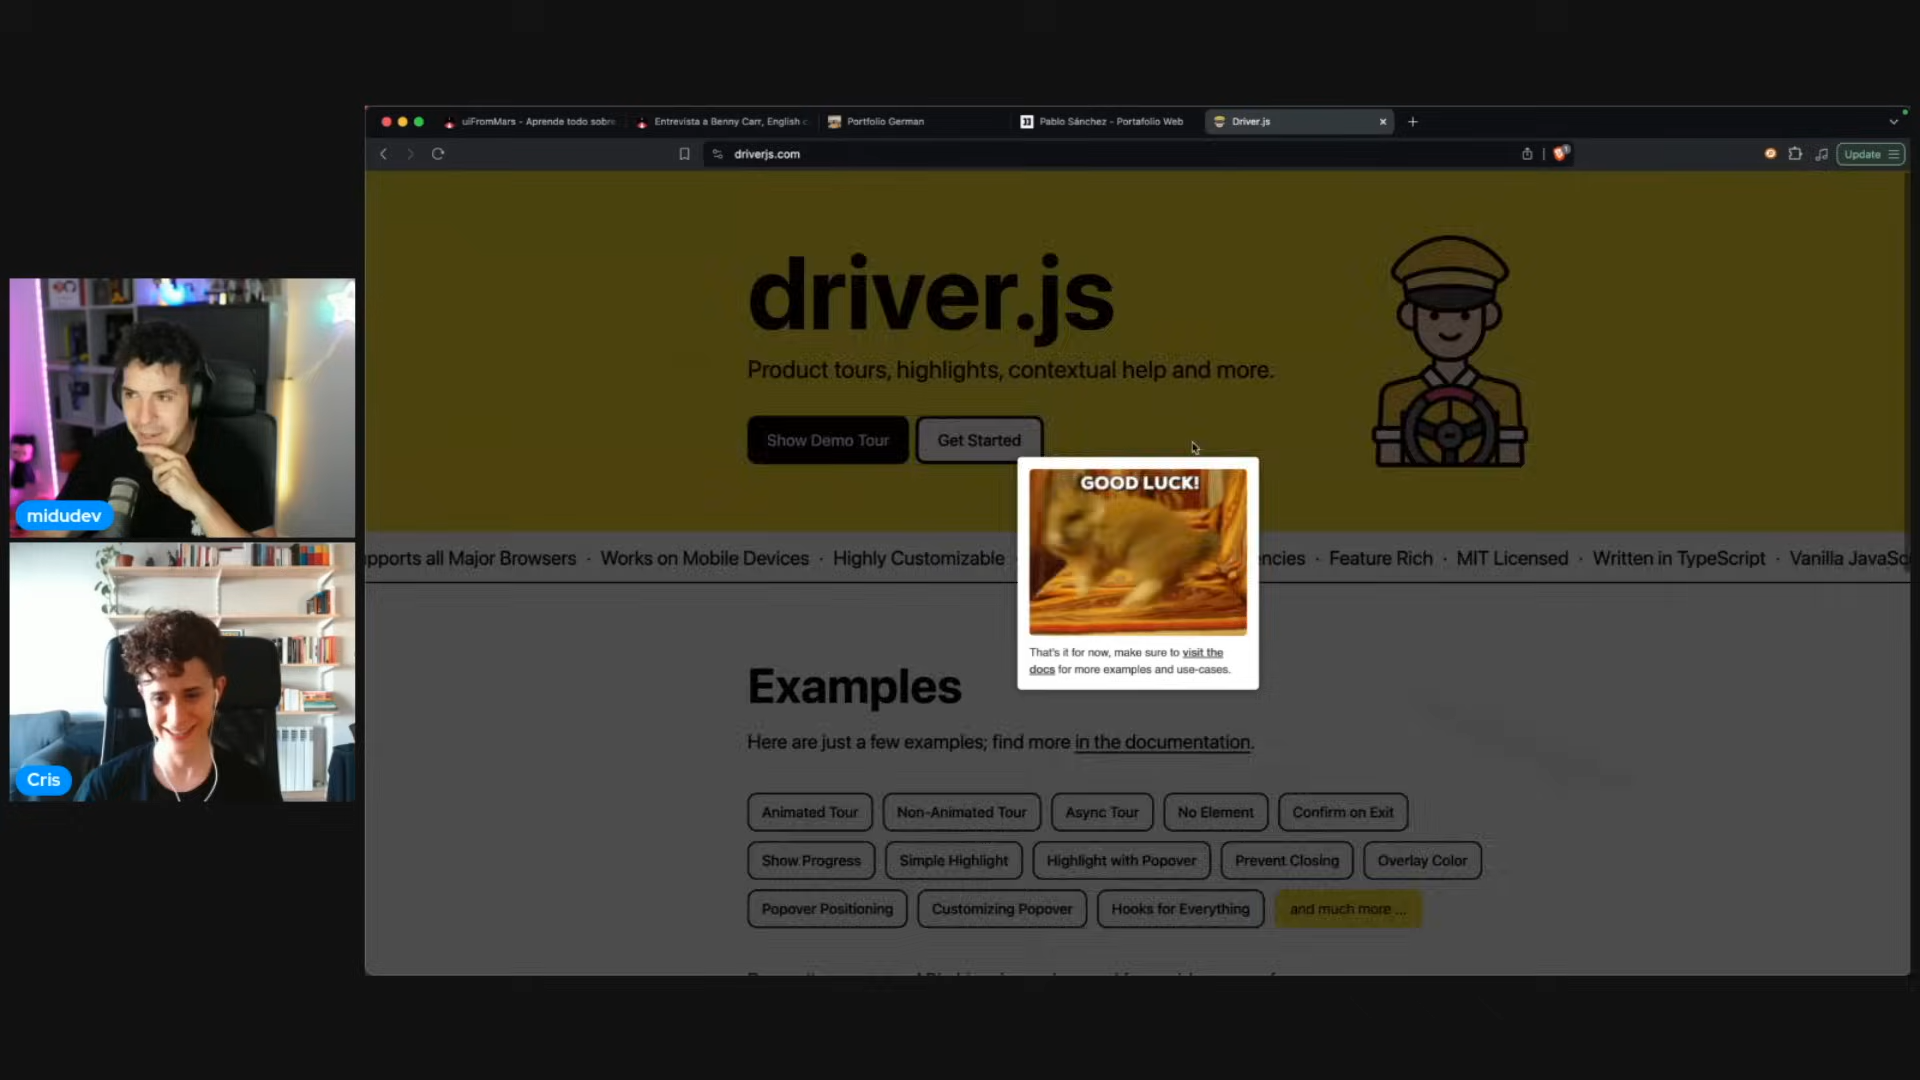 uiFromMars - Aprende todo sobre
Entrevista a Benny Carr, English
Portfolio German
Pablo Sánchez - Portafolio Web
Driver.js
driverjs.com
Update
driver.js
Product tours, highlights, contextual help and more.
Show Demo Tour
Get Started
GOOD LUCK!
That's it for now, make sure to visit the
docs for more examples and use-cases.
pports all Major Browsers · Works on Mobile Devices · Highly Customizable
encies · Feature Rich · MIT Licensed · Written in TypeScript · Vanilla JavaSc
Examples
Here are just a few examples; find more in the documentation.
Animated Tour
Non-Animated Tour
Async Tour
No Element
Confirm on Exit
Show Progress
Simple Highlight
Highlight with Popover
Prevent Closing
Overlay Color
Popover Positioning
Customizing Popover
Hooks for Everything
and much more ...
midudev
Cris